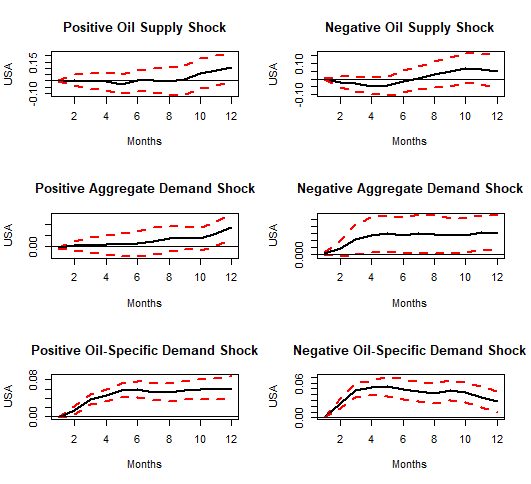 Positive Oil Supply Shock
USA
0.15
-0.10
2 4 6 8 10 12
Months
Negative Oil Supply Shock
USA
0.10
-0.10
2 4 6 8 10 12
Months
Positive Aggregate Demand Shock
USA
0.00
2 4 6 8 10 12
Months
Negative Aggregate Demand Shock
USA
0.000
2 4 6 8 10 12
Months
Positive Oil-Specific Demand Shock
USA
0.08
0.00
2 4 6 8 10 12
Months
Negative Oil-Specific Demand Shock
USA
0.06
0.00
2 4 6 8 10 12
Months